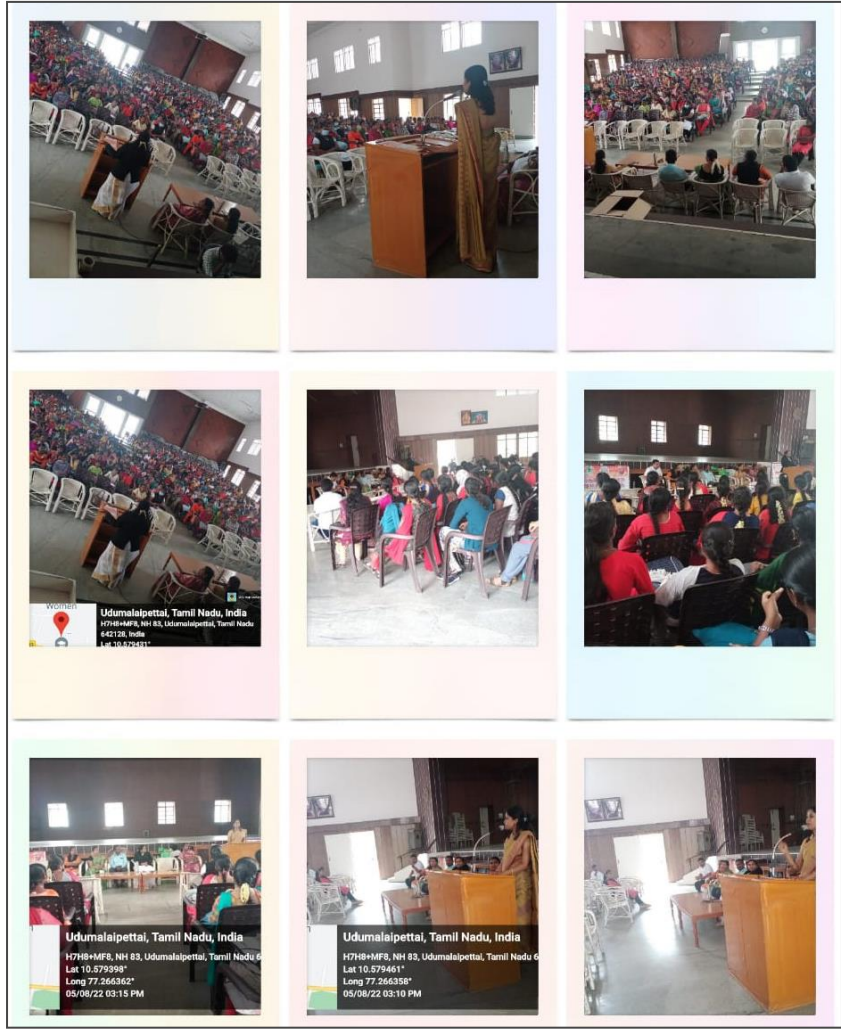 Women
Udumalaipettai, Tamil Nadu, India
H7H8+MF8, NH 83, Udumalaipettai, Tamil Nadu
642128, India
Lat 10.579431°
Udumalaipettai, Tamil Nadu, India
H7H8+MF8, NH 83, Udumalaipettai, Tamil Nadu 6
Lat 10.579398°
Long 77.266362°
05/08/22 03:15 PM
Udumalaipettai, Tamil Nadu, India
H7H8+MF8, NH 83, Udumalaipettai, Tamil Nadu 6
Lat 10.579461°
Long 77.266358°
05/08/22 03:10 PM